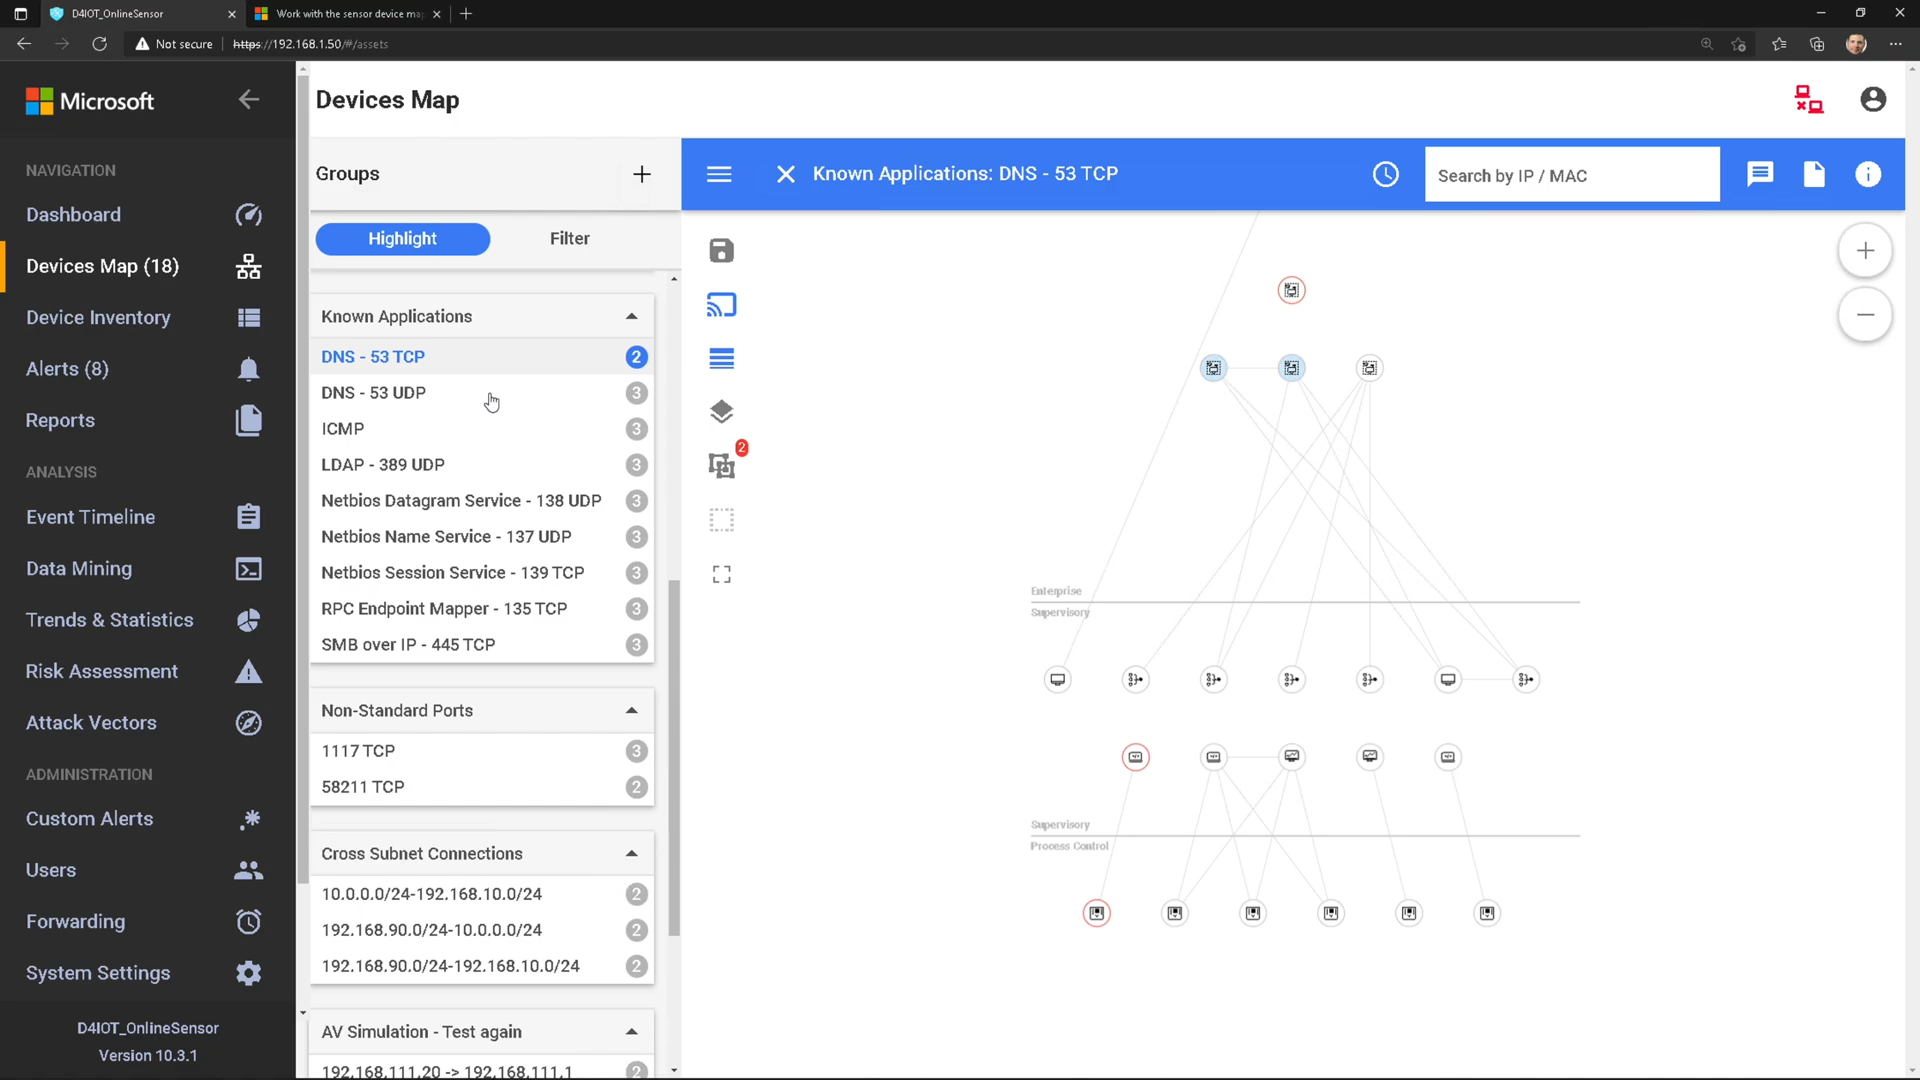 D4IOT_OnlineSensor
Work with the sensor device ma
Not secure
https://192.168.1.50/#/assets
Microsoft
NAVIGATION
Dashboard
Devices Map (18)
Device Inventory
Alerts (8)
Reports
ANALYSIS
Event Timeline
Data Mining
Trends & Statistics
Risk Assessment
Attack Vectors
ADMINISTRATION
Custom Alerts
Users
Forwarding
System Settings
D4IOT_OnlineSensor
Version 10.3.1
Devices Map
Groups
Highlight
Filter
Known Applications
DNS - 53 TCP 2
DNS - 53 UDP 3
ICMP 3
LDAP - 389 UDP 3
Netbios Datagram Service - 138 UDP 3
Netbios Name Service - 137 UDP 3
Netbios Session Service - 139 TCP 3
RPC Endpoint Mapper - 135 TCP 3
SMB over IP - 445 TCP 3
Non-Standard Ports
1117 TCP 3
58211 TCP 2
Cross Subnet Connections
10.0.0.0/24-192.168.10.0/24 2
192.168.90.0/24-10.0.0.0/24 2
192.168.90.0/24-192.168.10.0/24 2
AV Simulation - Test again
192.168.111.20 -> 192.168.111.1 2
Known Applications: DNS - 53 TCP
Search by IP / MAC
2
Enterprise
Supervisory
Supervisory
Process Control